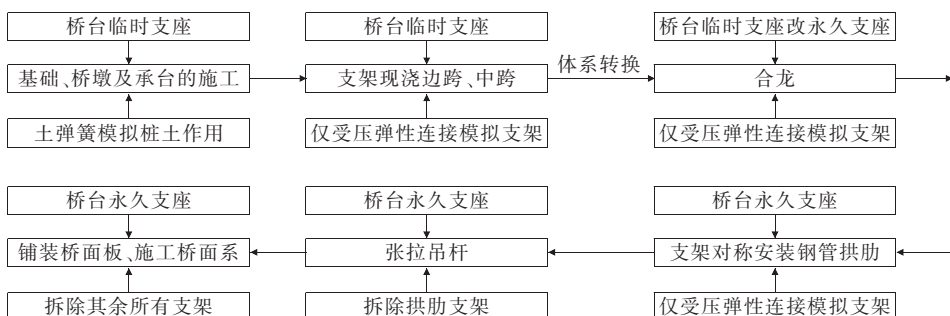 桥台临时支座
桥台临时支座
桥台临时支座改永久支座
基础、桥墩及承台的施工
支架现浇边跨、中跨
体系转换
合龙
土弹簧模拟桩土作用
仅受压弹性连接模拟支架
仅受压弹性连接模拟支架
桥台永久支座
桥台永久支座
桥台永久支座
铺装桥面板、施工桥面系
张拉吊杆
支架对称安装钢管拱肋
拆除其余所有支架
拆除拱肋支架
仅受压弹性连接模拟支架